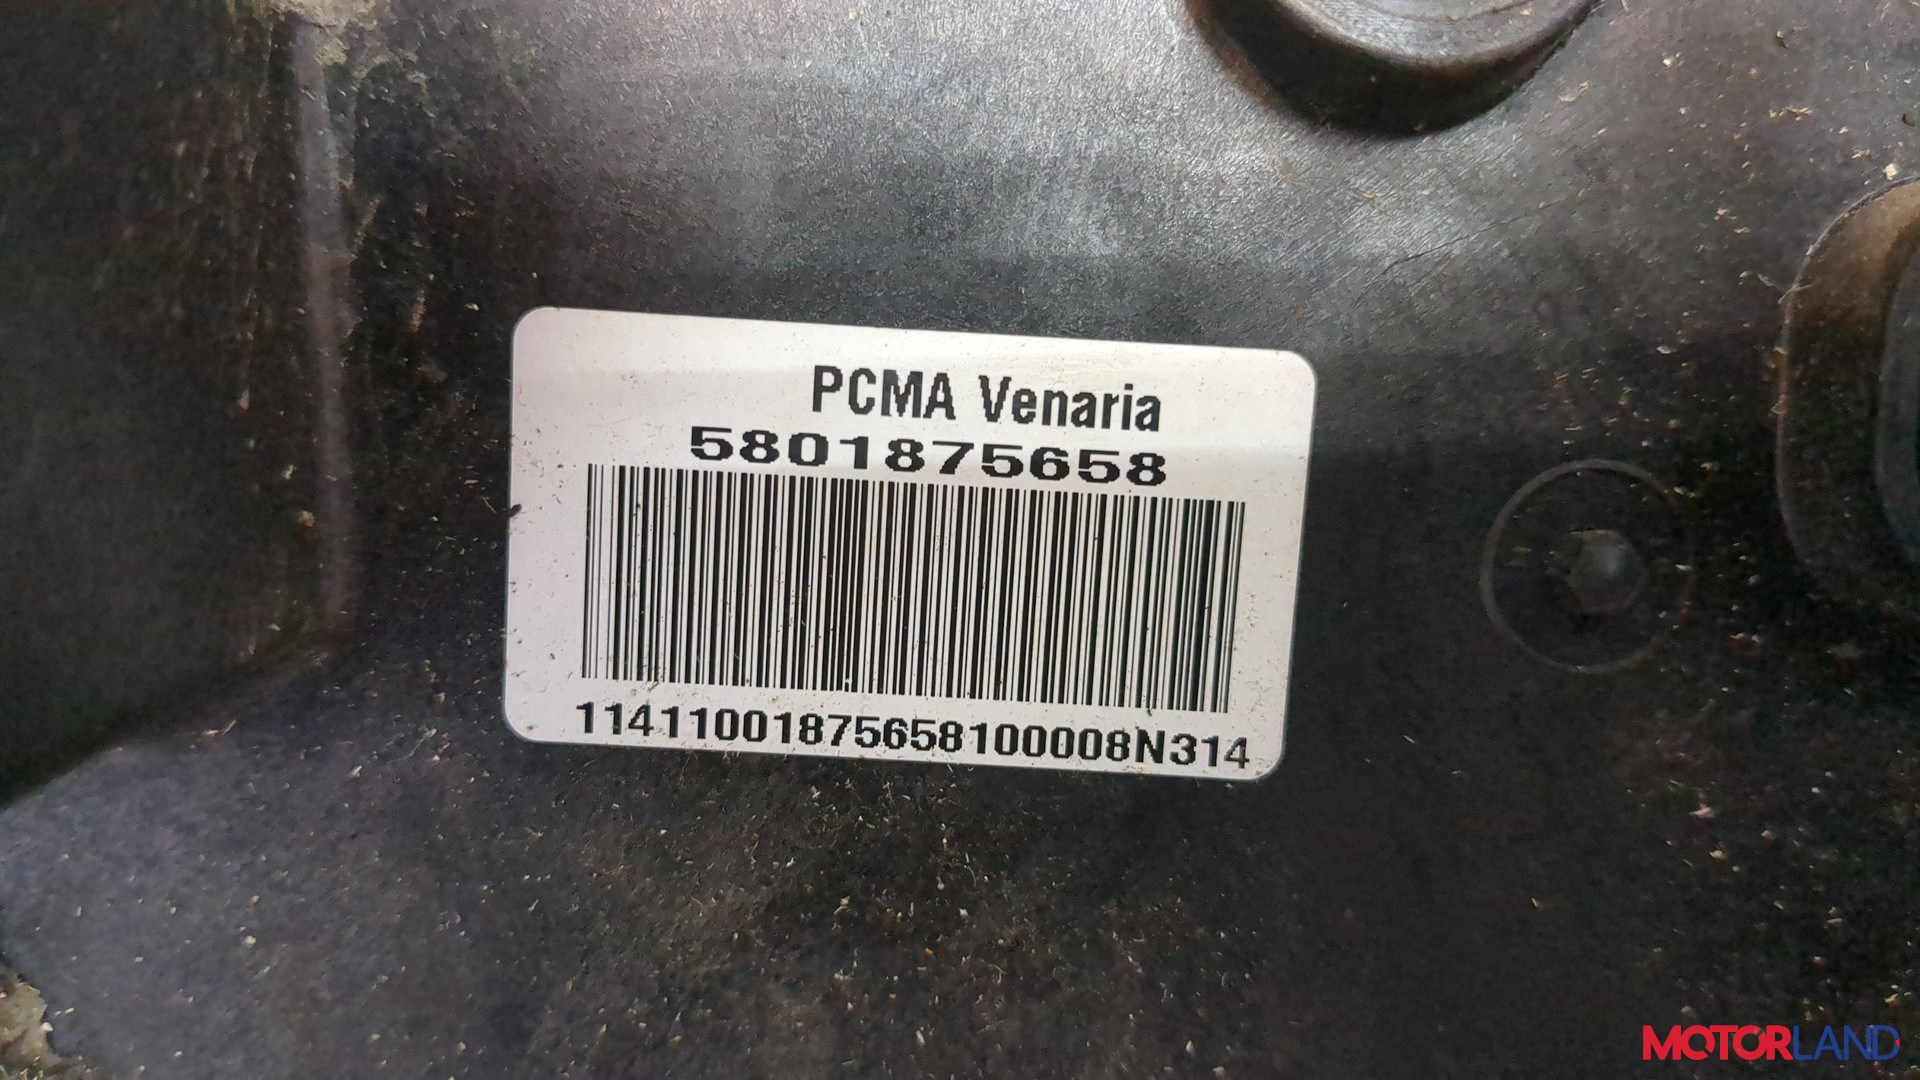 PCMA Venaria
5801875658
11411001875658100008N314
MOTORLAND